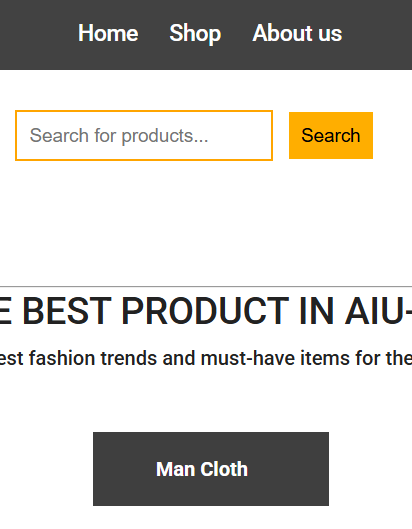 Home Shop About us
Search for products... Search
E BEST PRODUCT IN AIU-
est fashion trends and must-have items for the
Man Cloth